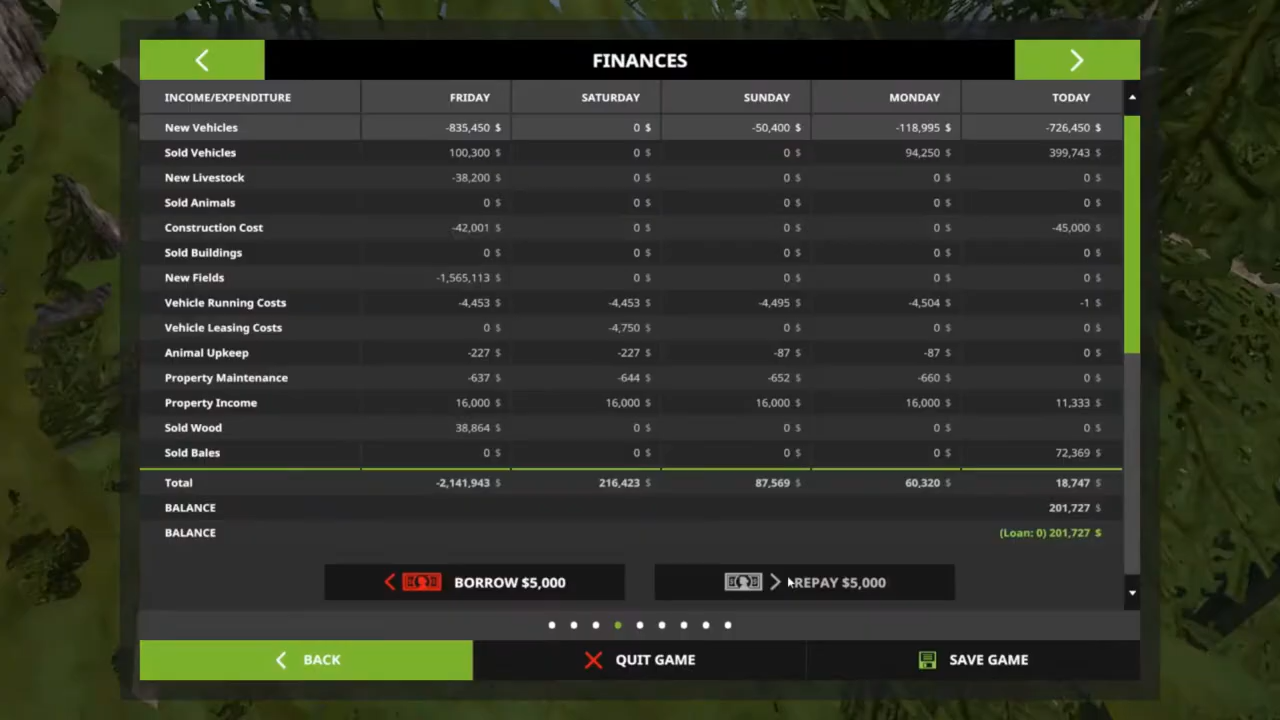 FINANCES
INCOME/EXPENDITURE FRIDAY SATURDAY SUNDAY MONDAY TODAY
New Vehicles -835,450 $ 0 $ -50,400 $ -118,995 $ -726,450 $
Sold Vehicles 100,300 $ 0 $ 0 $ 94,250 $ 399,743 $
New Livestock -38,200 $ 0 $ 0 $ 0 $ 0 $
Sold Animals 0 $ 0 $ 0 $ 0 $ 0 $
Construction Cost -42,001 $ 0 $ 0 $ 0 $ -45,000 $
Sold Buildings 0 $ 0 $ 0 $ 0 $ 0 $
New Fields -1,565,113 $ 0 $ 0 $ 0 $ 0 $
Vehicle Running Costs -4,453 $ -4,453 $ -4,495 $ -4,504 $ -1 $
Vehicle Leasing Costs 0 $ -4,750 $ 0 $ 0 $ 0 $
Animal Upkeep -227 $ -227 $ -87 $ -87 $ 0 $
Property Maintenance -637 $ -644 $ -652 $ -660 $ 0 $
Property Income 16,000 $ 16,000 $ 16,000 $ 16,000 $ 11,333 $
Sold Wood 38,864 $ 0 $ 0 $ 0 $ 0 $
Sold Bales 0 $ 0 $ 0 $ 0 $ 72,369 $
Total -2,141,943 $ 216,423 $ 87,569 $ 60,320 $ 18,747 $
BALANCE 201,727 $
BALANCE (Loan: 0) 201,727 $
BORROW $5,000 REPAY $5,000
BACK QUIT GAME SAVE GAME